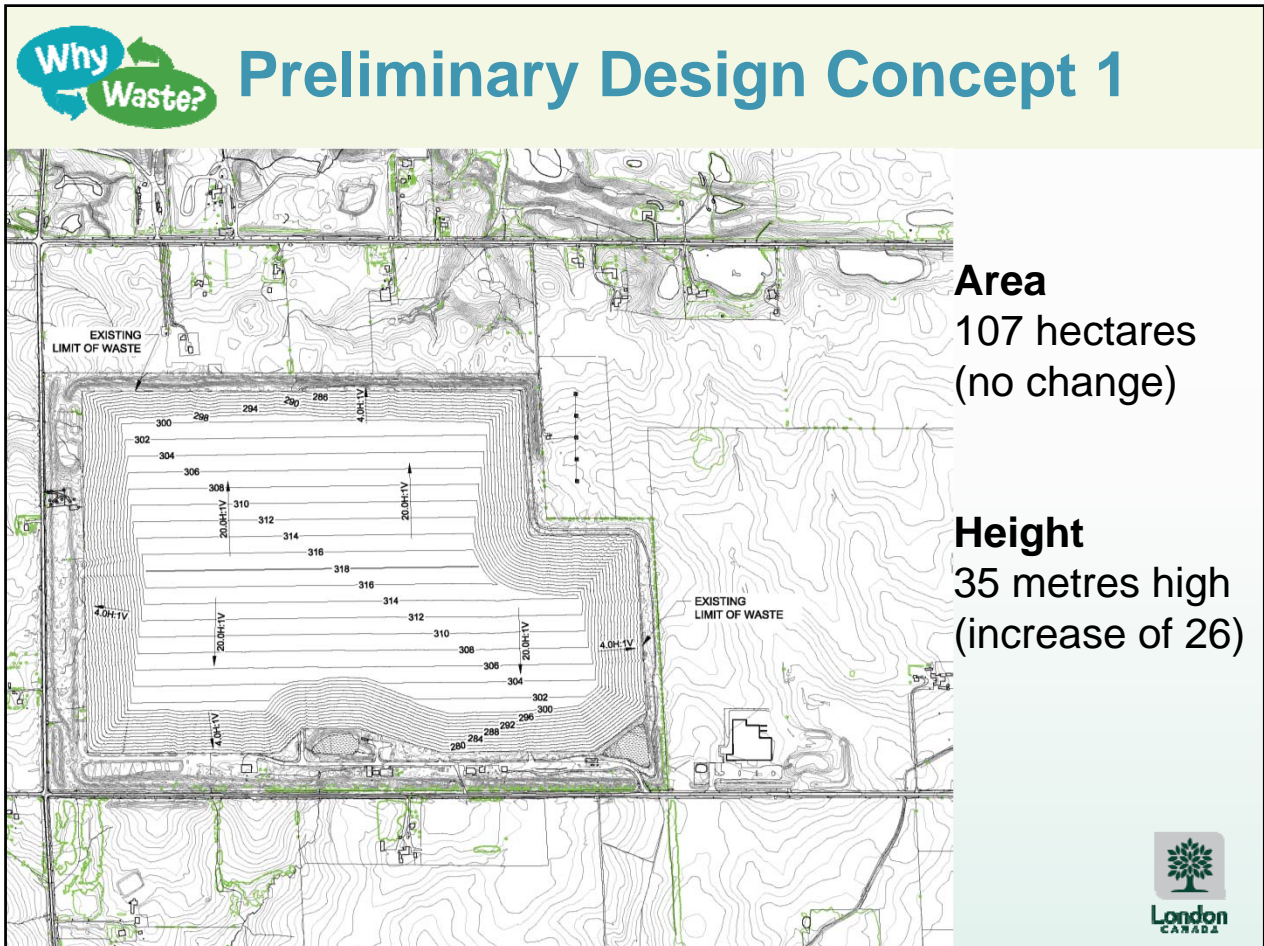 Why
Waste?
Preliminary Design Concept 1
EXISTING
LIMIT OF WASTE
286
290
294
298
300
4.0H:1V
302
304
306
308
20.0H:1V
20.0H:1V
310
312
314
316
318
316
314
4.0H:1V
312
20.0H:1V
310
20.0H:1V
308
306
304
4.0H:1V
EXISTING
LIMIT OF WASTE
302
300
296
292
288
284
280
4.0H:1V
Area
107 hectares
(no change)
Height
35 metres high
(increase of 26)
London
CANADA